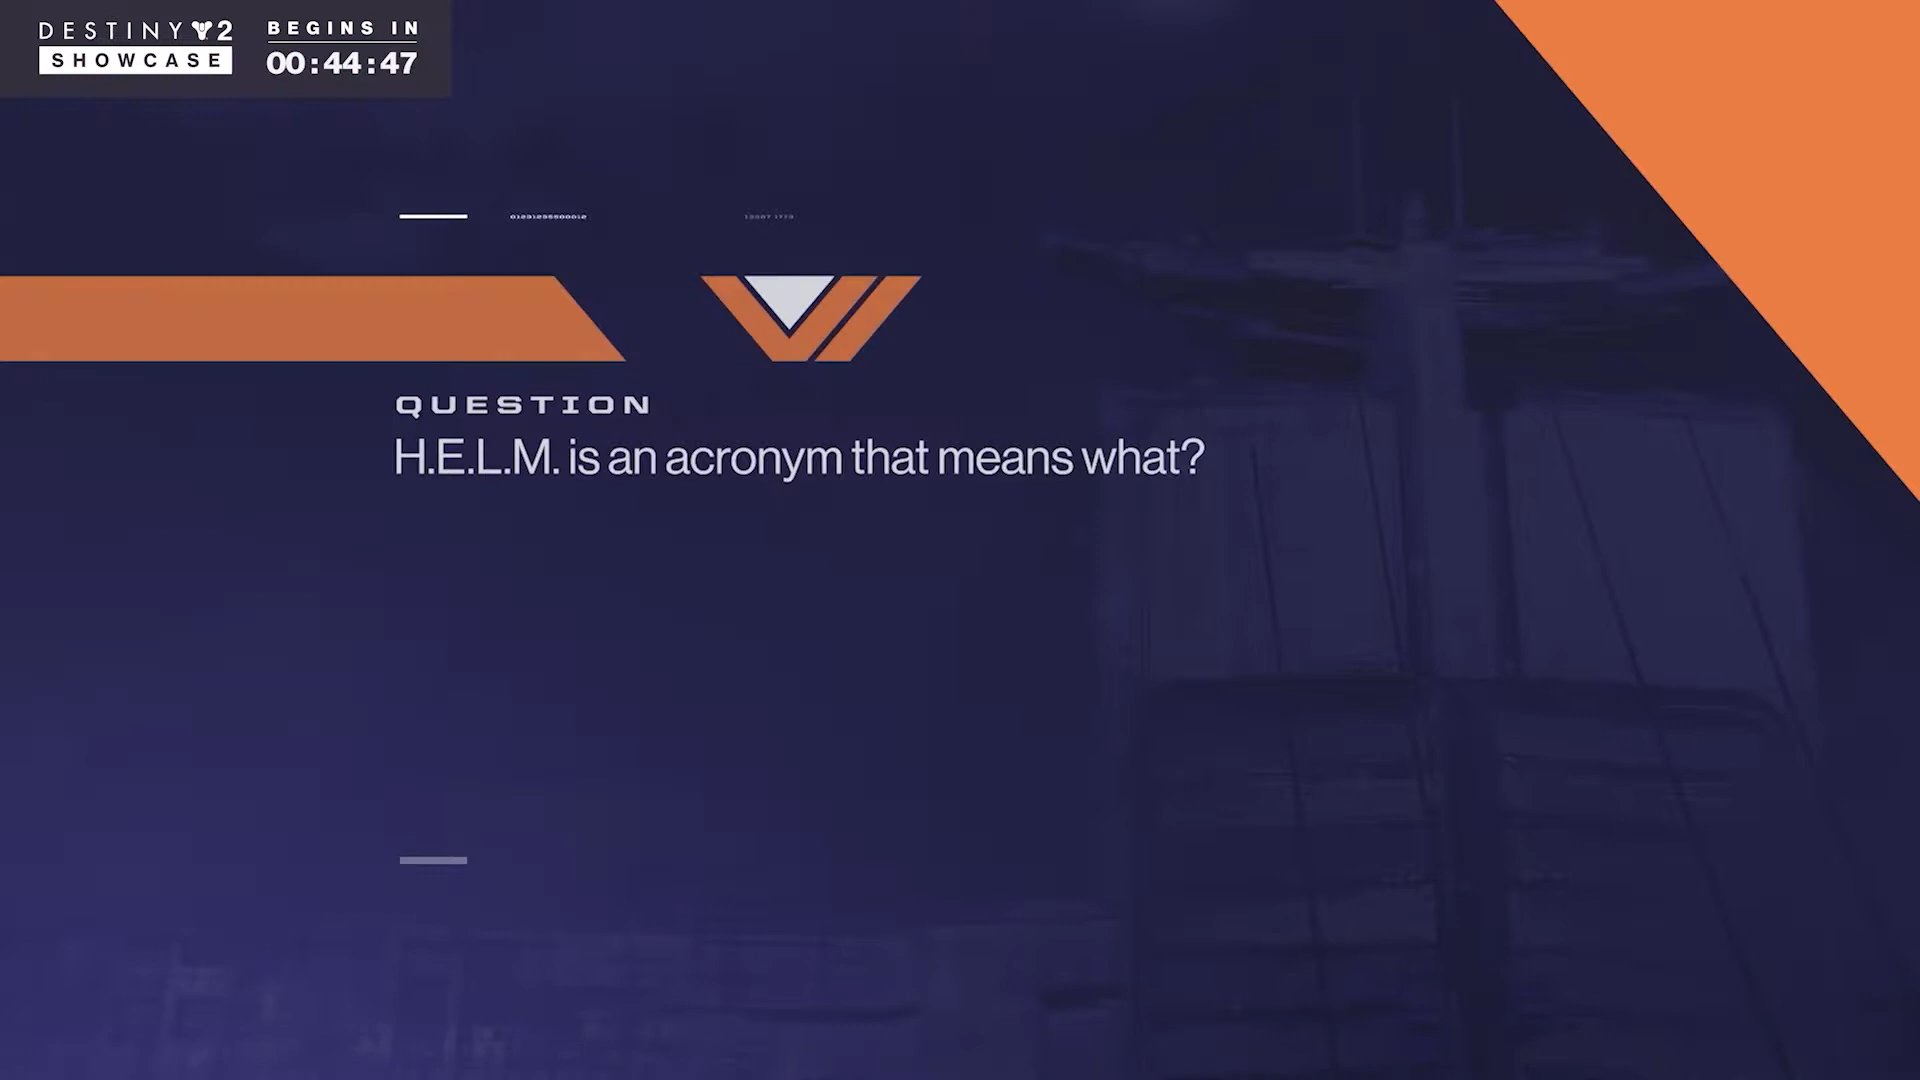 DESTINY 2
SHOWCASE
BEGINS IN
00:44:47
QUESTION
H.E.L.M. is an acronym that means what?